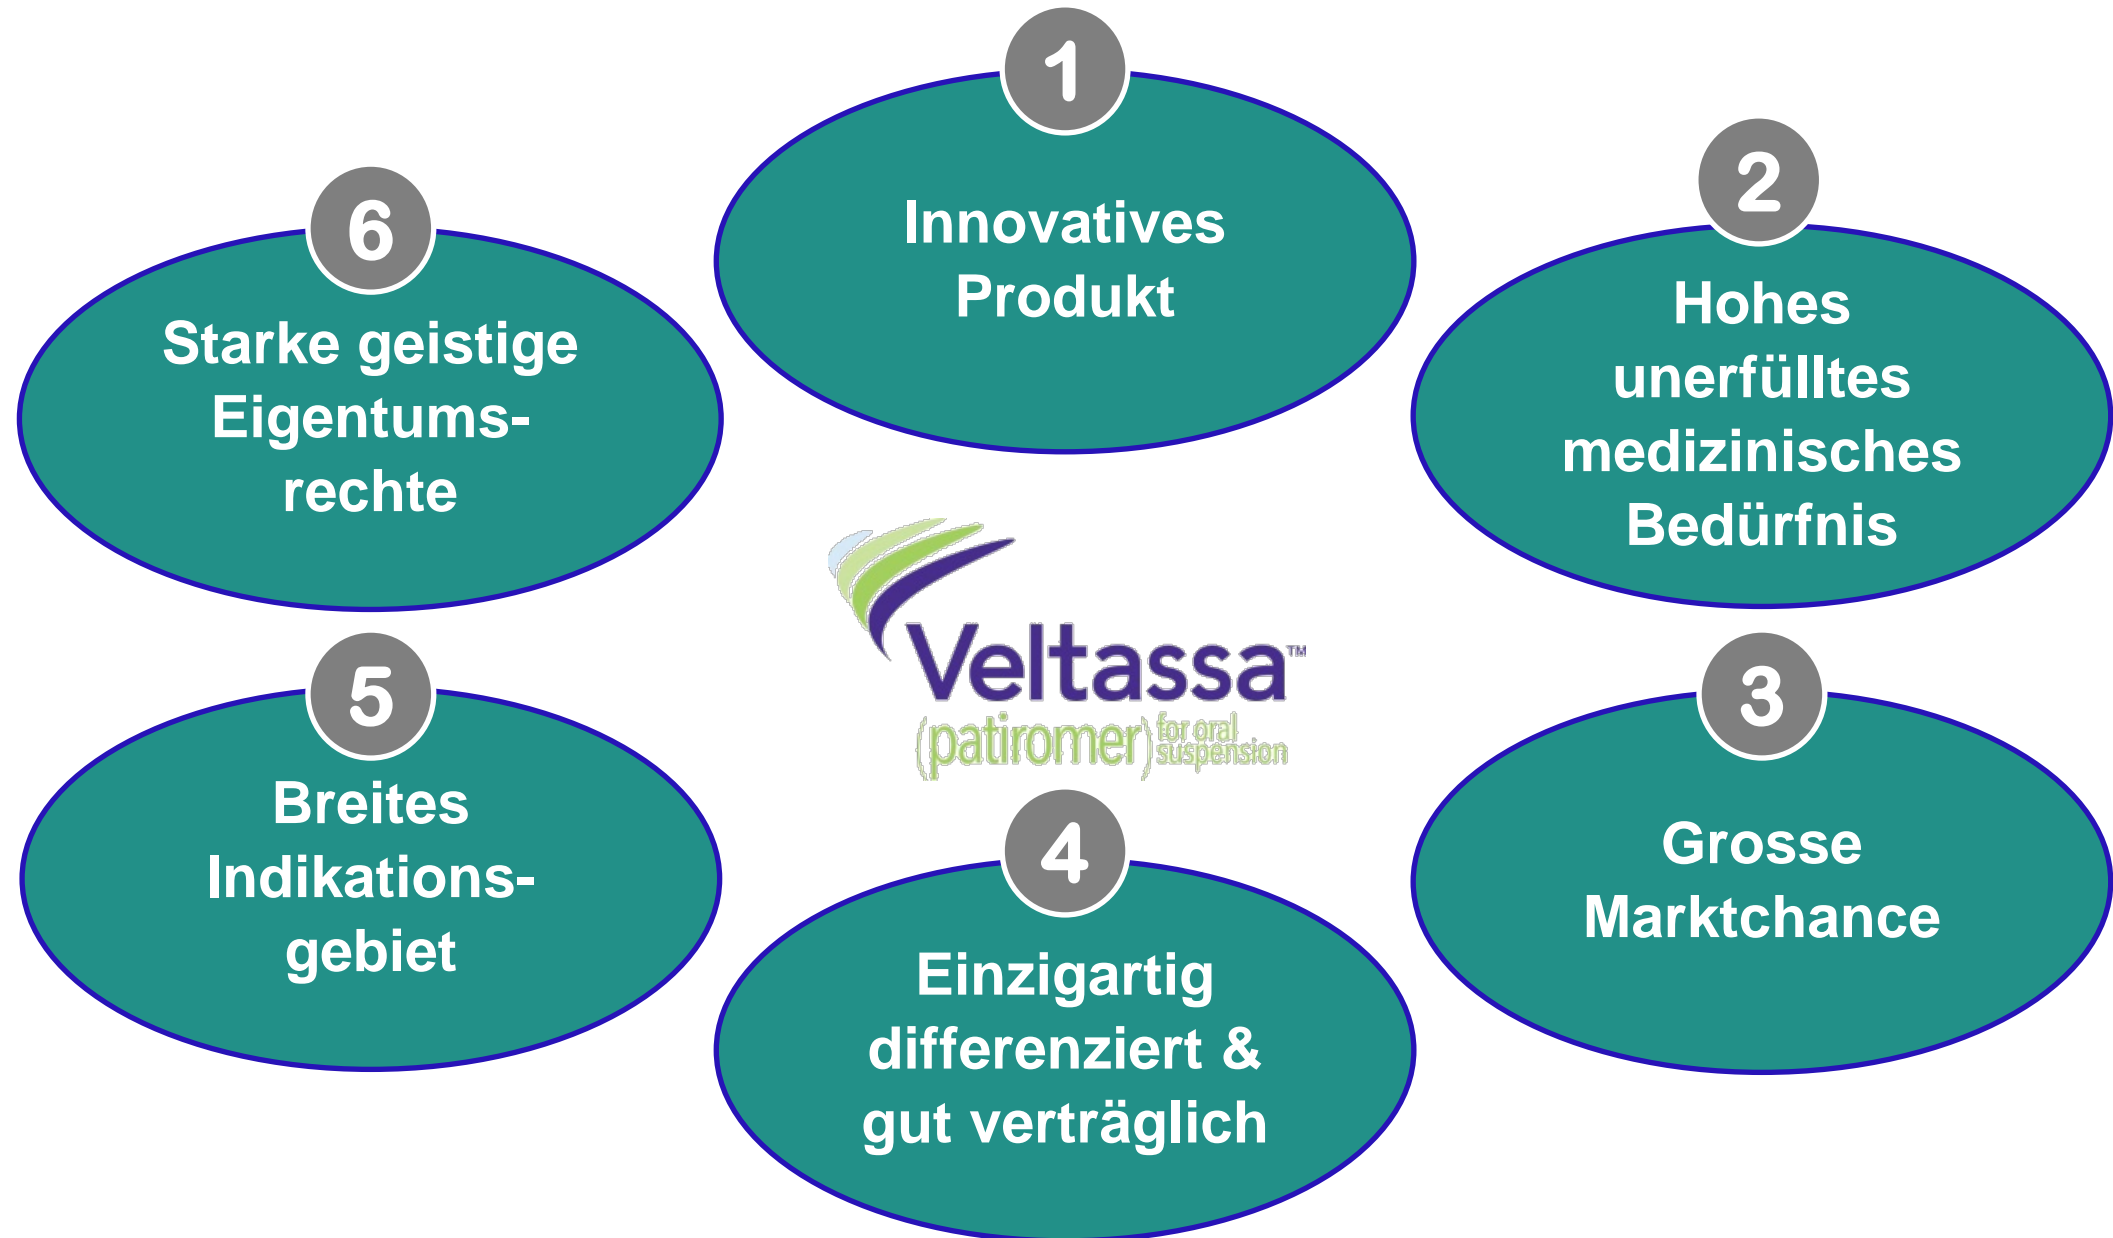 1
Innovatives
Produkt
2
Hohes
unerfülltes
medizinisches
Bedürfnis
3
Grosse
Marktchance
4
Einzigartig
differenziert &
gut verträglich
5
Breites
Indikations-
gebiet
6
Starke geistige
Eigentums-
rechte
Veltassa™
(patiromer) for oral
suspension